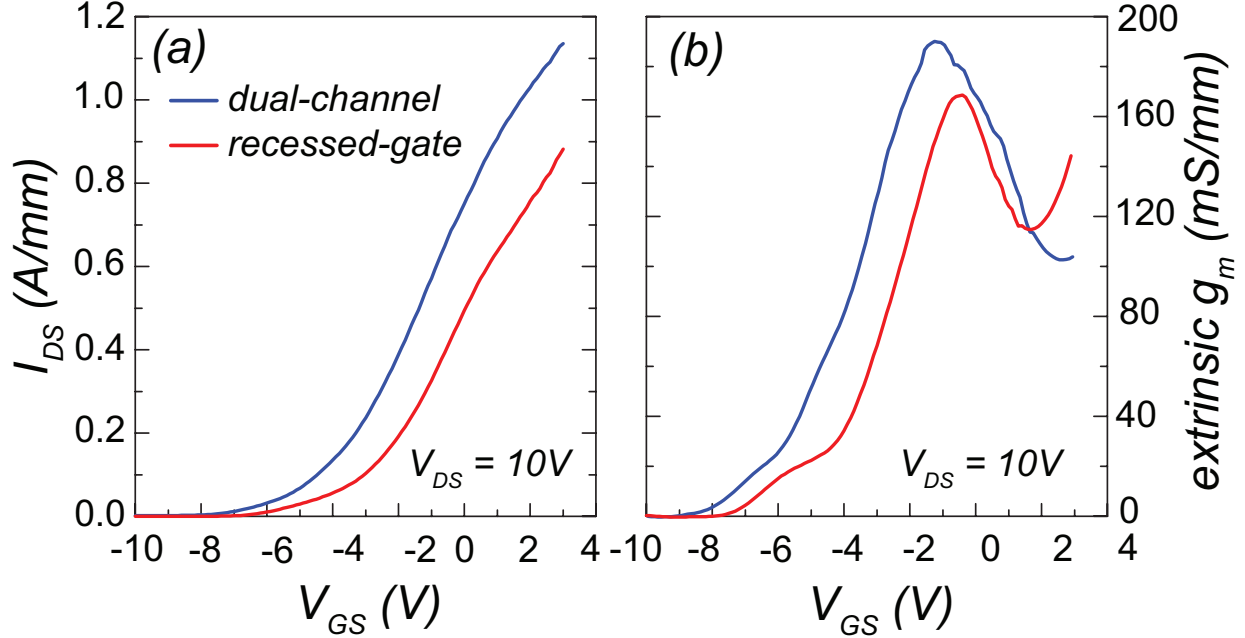 (a)
dual-channel
recessed-gate
V_DS = 10V
I_DS (A/mm)
1.2
1.0
0.8
0.6
0.4
0.2
0.0
-10 -8 -6 -4 -2 0 2 4
V_GS (V)
(b)
V_DS = 10V
200
160
120
80
40
0
extrinsic g_m (mS/mm)
-10 -8 -6 -4 -2 0 2 4
V_GS (V)